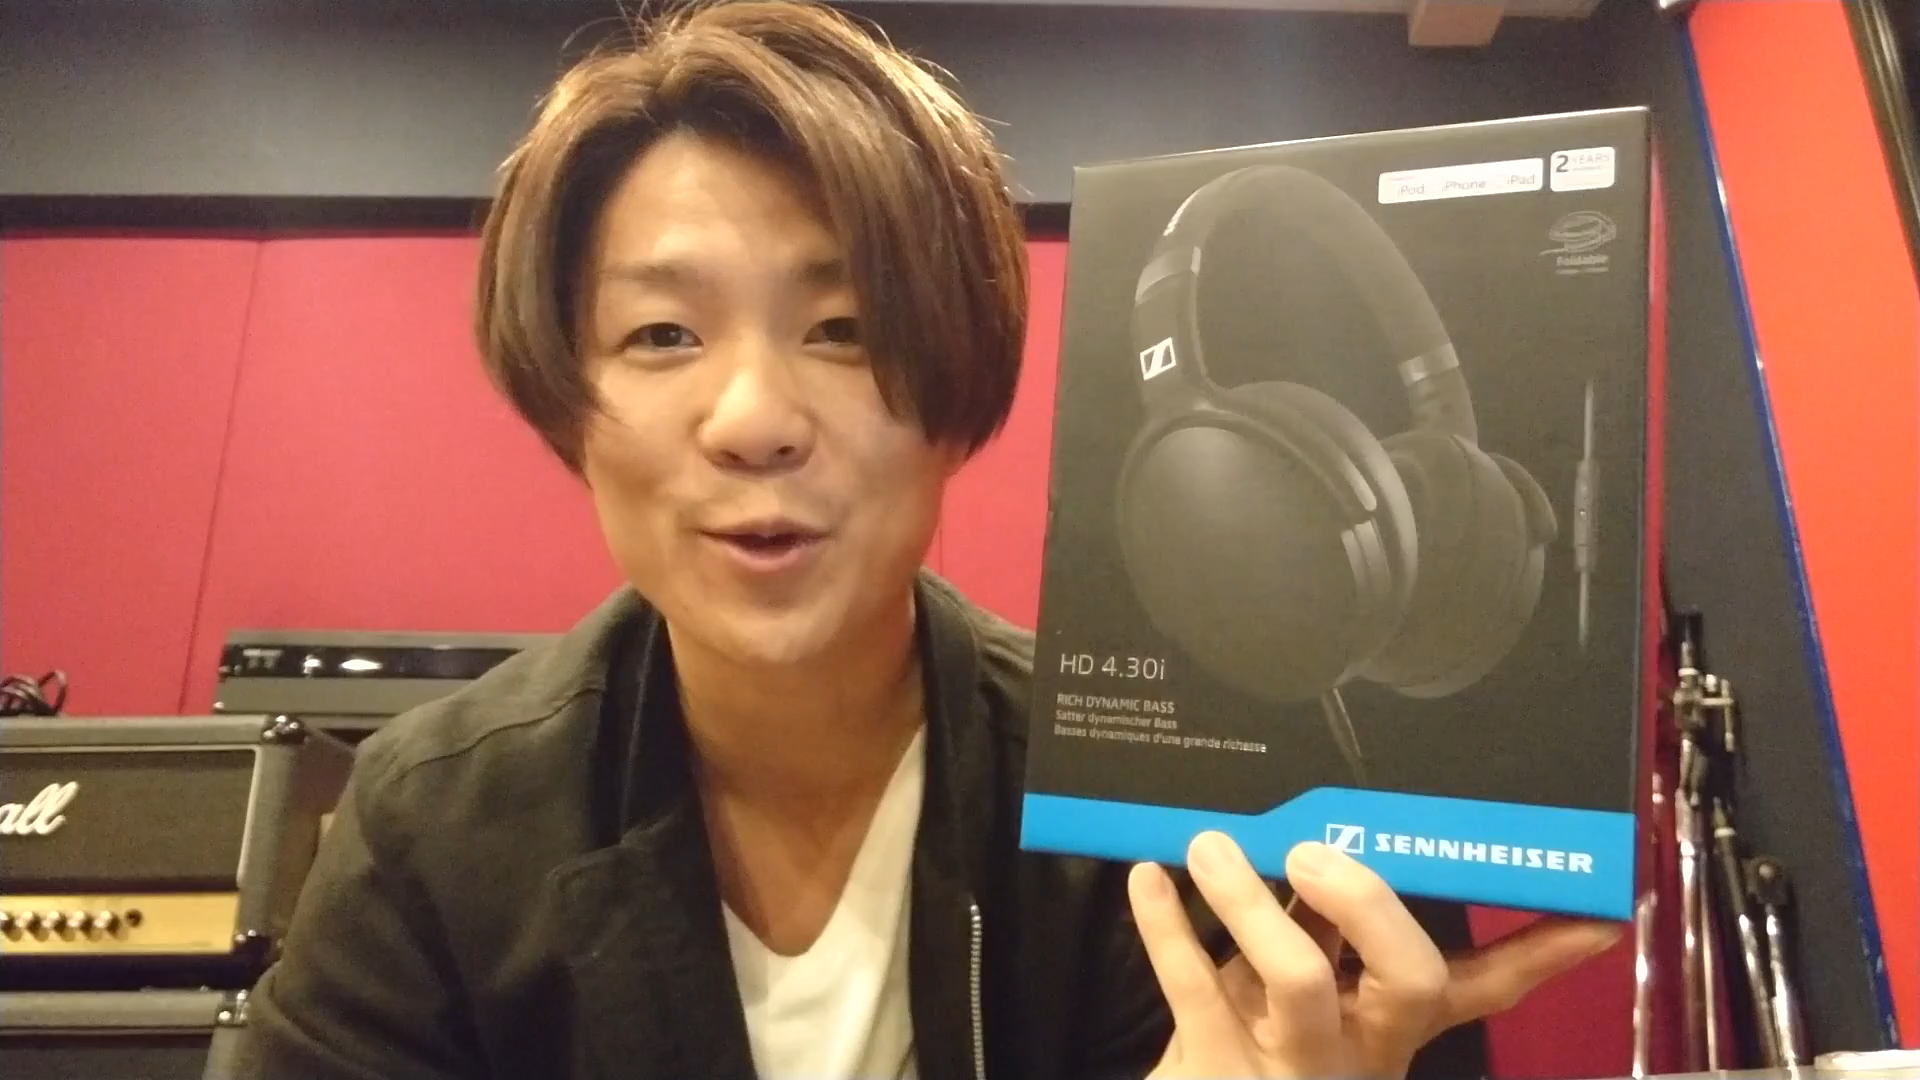 iPod iPhone iPad
2 YEARS
Foldable
HD 4.30i
RICH DYNAMIC BASS
Satter dynamischer Bass
Basses dynamiques d'une grande richesse
SENNHEISER
all